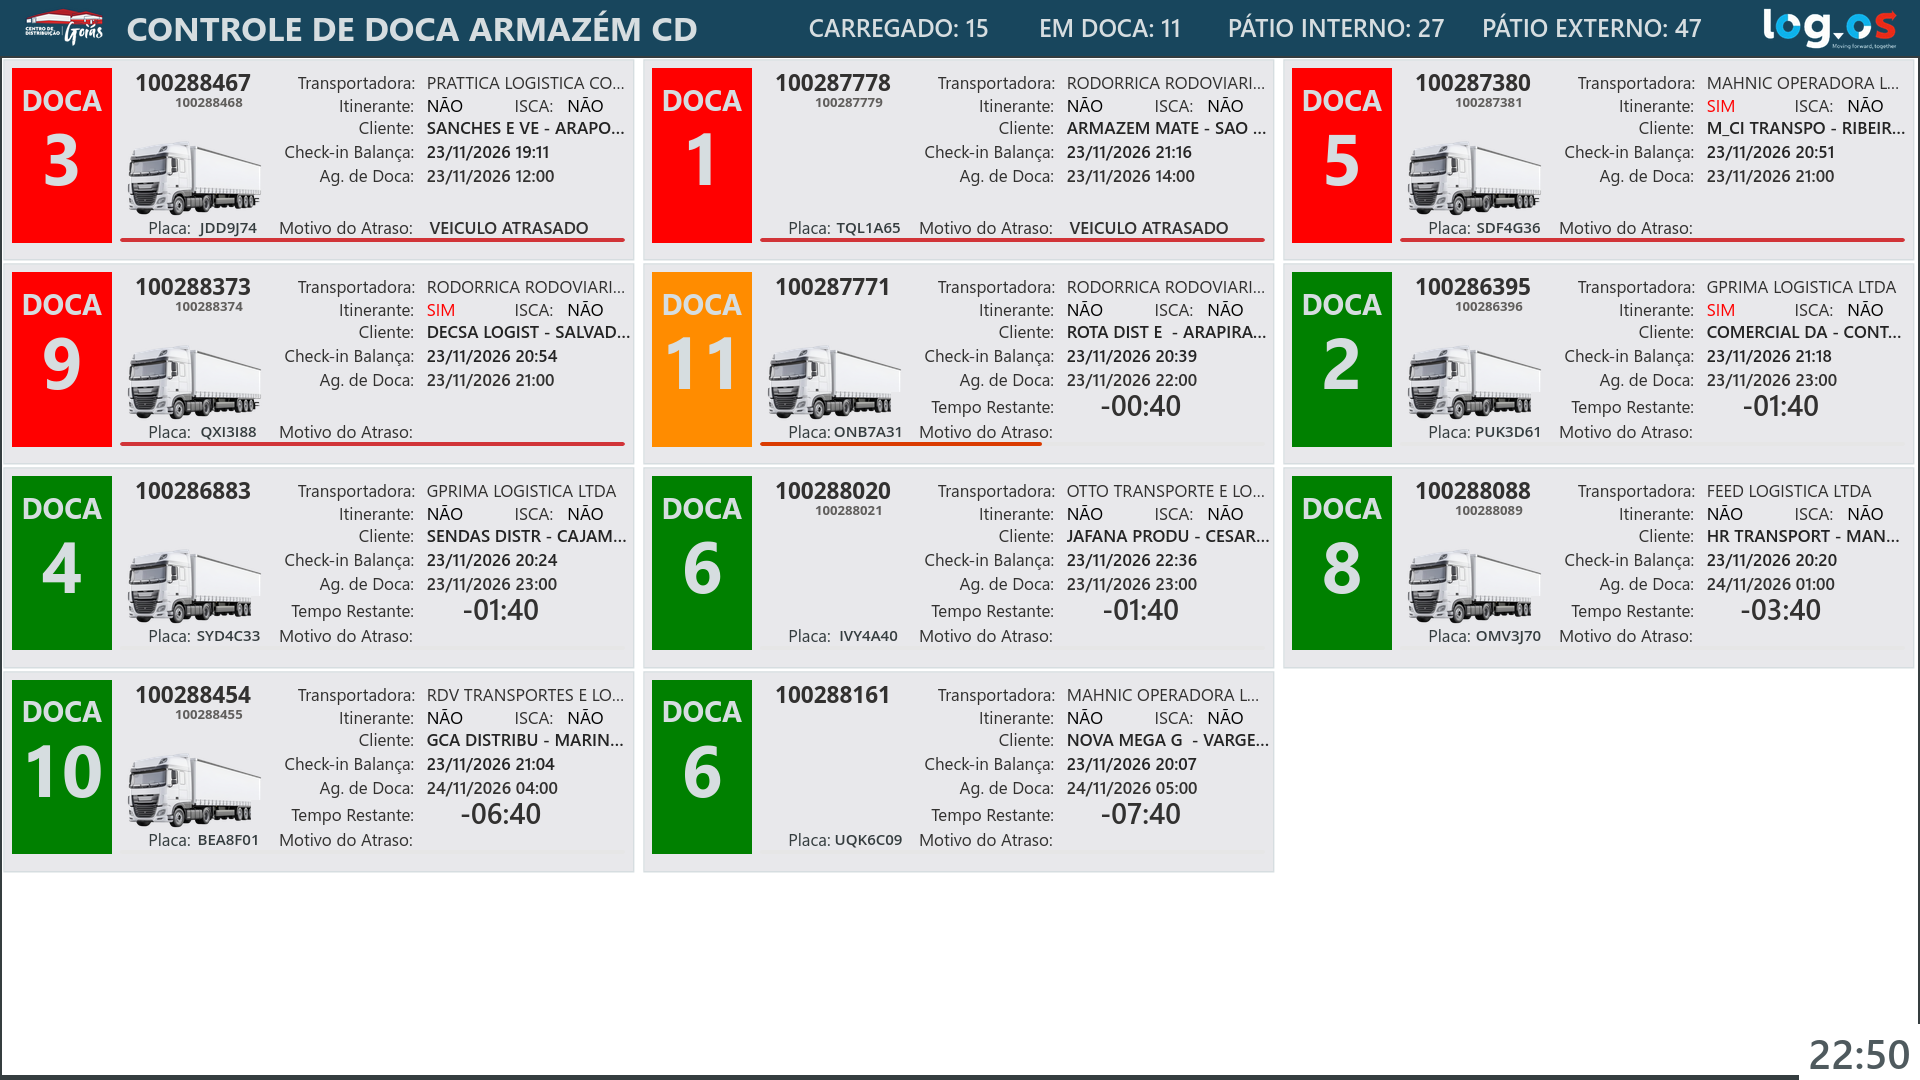 CENTRO DE DISTRIBUIÇÃO Goiás
CONTROLE DE DOCA ARMAZÉM CD
CARREGADO: 15
EM DOCA: 11
PÁTIO INTERNO: 27
PÁTIO EXTERNO: 47
log.os
Moving forward, together
DOCA
3
100288467
100288468
Transportadora: PRATTICA LOGISTICA CO...
Itinerante: NÃO ISCA: NÃO
Cliente: SANCHES E VE - ARAPO...
Check-in Balança: 23/11/2026 19:11
Ag. de Doca: 23/11/2026 12:00
Placa: JDD9J74 Motivo do Atraso: VEICULO ATRASADO
DOCA
1
100287778
100287779
Transportadora: RODORRICA RODOVIARI...
Itinerante: NÃO ISCA: NÃO
Cliente: ARMAZEM MATE - SAO ...
Check-in Balança: 23/11/2026 21:16
Ag. de Doca: 23/11/2026 14:00
Placa: TQL1A65 Motivo do Atraso: VEICULO ATRASADO
DOCA
5
100287380
100287381
Transportadora: MAHNIC OPERADORA L...
Itinerante: SIM ISCA: NÃO
Cliente: M_CI TRANSPO - RIBEIR...
Check-in Balança: 23/11/2026 20:51
Ag. de Doca: 23/11/2026 21:00
Placa: SDF4G36 Motivo do Atraso:
DOCA
9
100288373
100288374
Transportadora: RODORRICA RODOVIARI...
Itinerante: SIM ISCA: NÃO
Cliente: DECSA LOGIST - SALVAD...
Check-in Balança: 23/11/2026 20:54
Ag. de Doca: 23/11/2026 21:00
Placa: QXI3I88 Motivo do Atraso:
DOCA
11
100287771
Transportadora: RODORRICA RODOVIARI...
Itinerante: NÃO ISCA: NÃO
Cliente: ROTA DIST E - ARAPIRA...
Check-in Balança: 23/11/2026 20:39
Ag. de Doca: 23/11/2026 22:00
Tempo Restante: -00:40
Placa: ONB7A31 Motivo do Atraso:
DOCA
2
100286395
100286396
Transportadora: GPRIMA LOGISTICA LTDA
Itinerante: SIM ISCA: NÃO
Cliente: COMERCIAL DA - CONT...
Check-in Balança: 23/11/2026 21:18
Ag. de Doca: 23/11/2026 23:00
Tempo Restante: -01:40
Placa: PUK3D61 Motivo do Atraso:
DOCA
4
100286883
Transportadora: GPRIMA LOGISTICA LTDA
Itinerante: NÃO ISCA: NÃO
Cliente: SENDAS DISTR - CAJAM...
Check-in Balança: 23/11/2026 20:24
Ag. de Doca: 23/11/2026 23:00
Tempo Restante: -01:40
Placa: SYD4C33 Motivo do Atraso:
DOCA
6
100288020
100288021
Transportadora: OTTO TRANSPORTE E LO...
Itinerante: NÃO ISCA: NÃO
Cliente: JAFANA PRODU - CESAR...
Check-in Balança: 23/11/2026 22:36
Ag. de Doca: 23/11/2026 23:00
Tempo Restante: -01:40
Placa: IVY4A40 Motivo do Atraso:
DOCA
8
100288088
100288089
Transportadora: FEED LOGISTICA LTDA
Itinerante: NÃO ISCA: NÃO
Cliente: HR TRANSPORT - MAN...
Check-in Balança: 23/11/2026 20:20
Ag. de Doca: 24/11/2026 01:00
Tempo Restante: -03:40
Placa: OMV3J70 Motivo do Atraso:
DOCA
10
100288454
100288455
Transportadora: RDV TRANSPORTES E LO...
Itinerante: NÃO ISCA: NÃO
Cliente: GCA DISTRIBU - MARIN...
Check-in Balança: 23/11/2026 21:04
Ag. de Doca: 24/11/2026 04:00
Tempo Restante: -06:40
Placa: BEA8F01 Motivo do Atraso:
DOCA
6
100288161
Transportadora: MAHNIC OPERADORA L...
Itinerante: NÃO ISCA: NÃO
Cliente: NOVA MEGA G - VARGE...
Check-in Balança: 23/11/2026 20:07
Ag. de Doca: 24/11/2026 05:00
Tempo Restante: -07:40
Placa: UQK6C09 Motivo do Atraso:
22:50